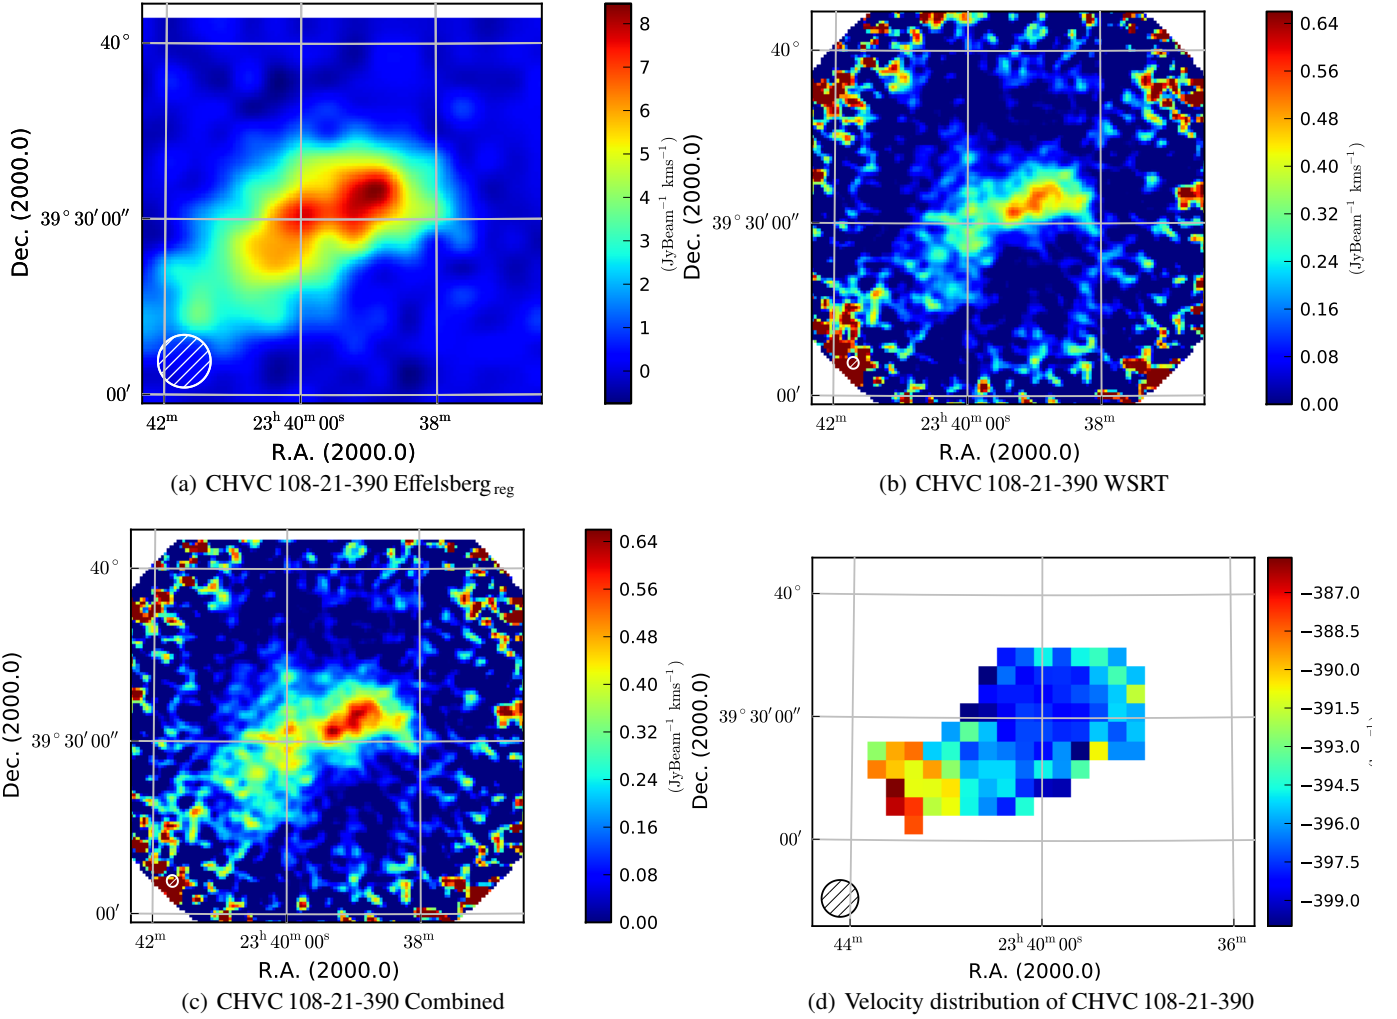 40°
39° 30′ 00″
00′
Dec. (2000.0)
42ᵐ
23ʰ 40ᵐ 00ˢ
38ᵐ
R.A. (2000.0)
8
7
6
5
4
3
2
1
0
(JyBeam⁻¹ kms⁻¹)
(a) CHVC 108-21-390 Effelsberg reg
40°
39° 30′ 00″
00′
Dec. (2000.0)
42ᵐ
23ʰ 40ᵐ 00ˢ
38ᵐ
R.A. (2000.0)
0.64
0.56
0.48
0.40
0.32
0.24
0.16
0.08
0.00
(JyBeam⁻¹ kms⁻¹)
(b) CHVC 108-21-390 WSRT
40°
39° 30′ 00″
00′
Dec. (2000.0)
42ᵐ
23ʰ 40ᵐ 00ˢ
38ᵐ
R.A. (2000.0)
0.64
0.56
0.48
0.40
0.32
0.24
0.16
0.08
0.00
(JyBeam⁻¹ kms⁻¹)
(c) CHVC 108-21-390 Combined
40°
39° 30′ 00″
00′
Dec. (2000.0)
44ᵐ
23ʰ 40ᵐ 00ˢ
36ᵐ
R.A. (2000.0)
−387.0
−388.5
−390.0
−391.5
−393.0
−394.5
−396.0
−397.5
−399.0
(d) Velocity distribution of CHVC 108-21-390